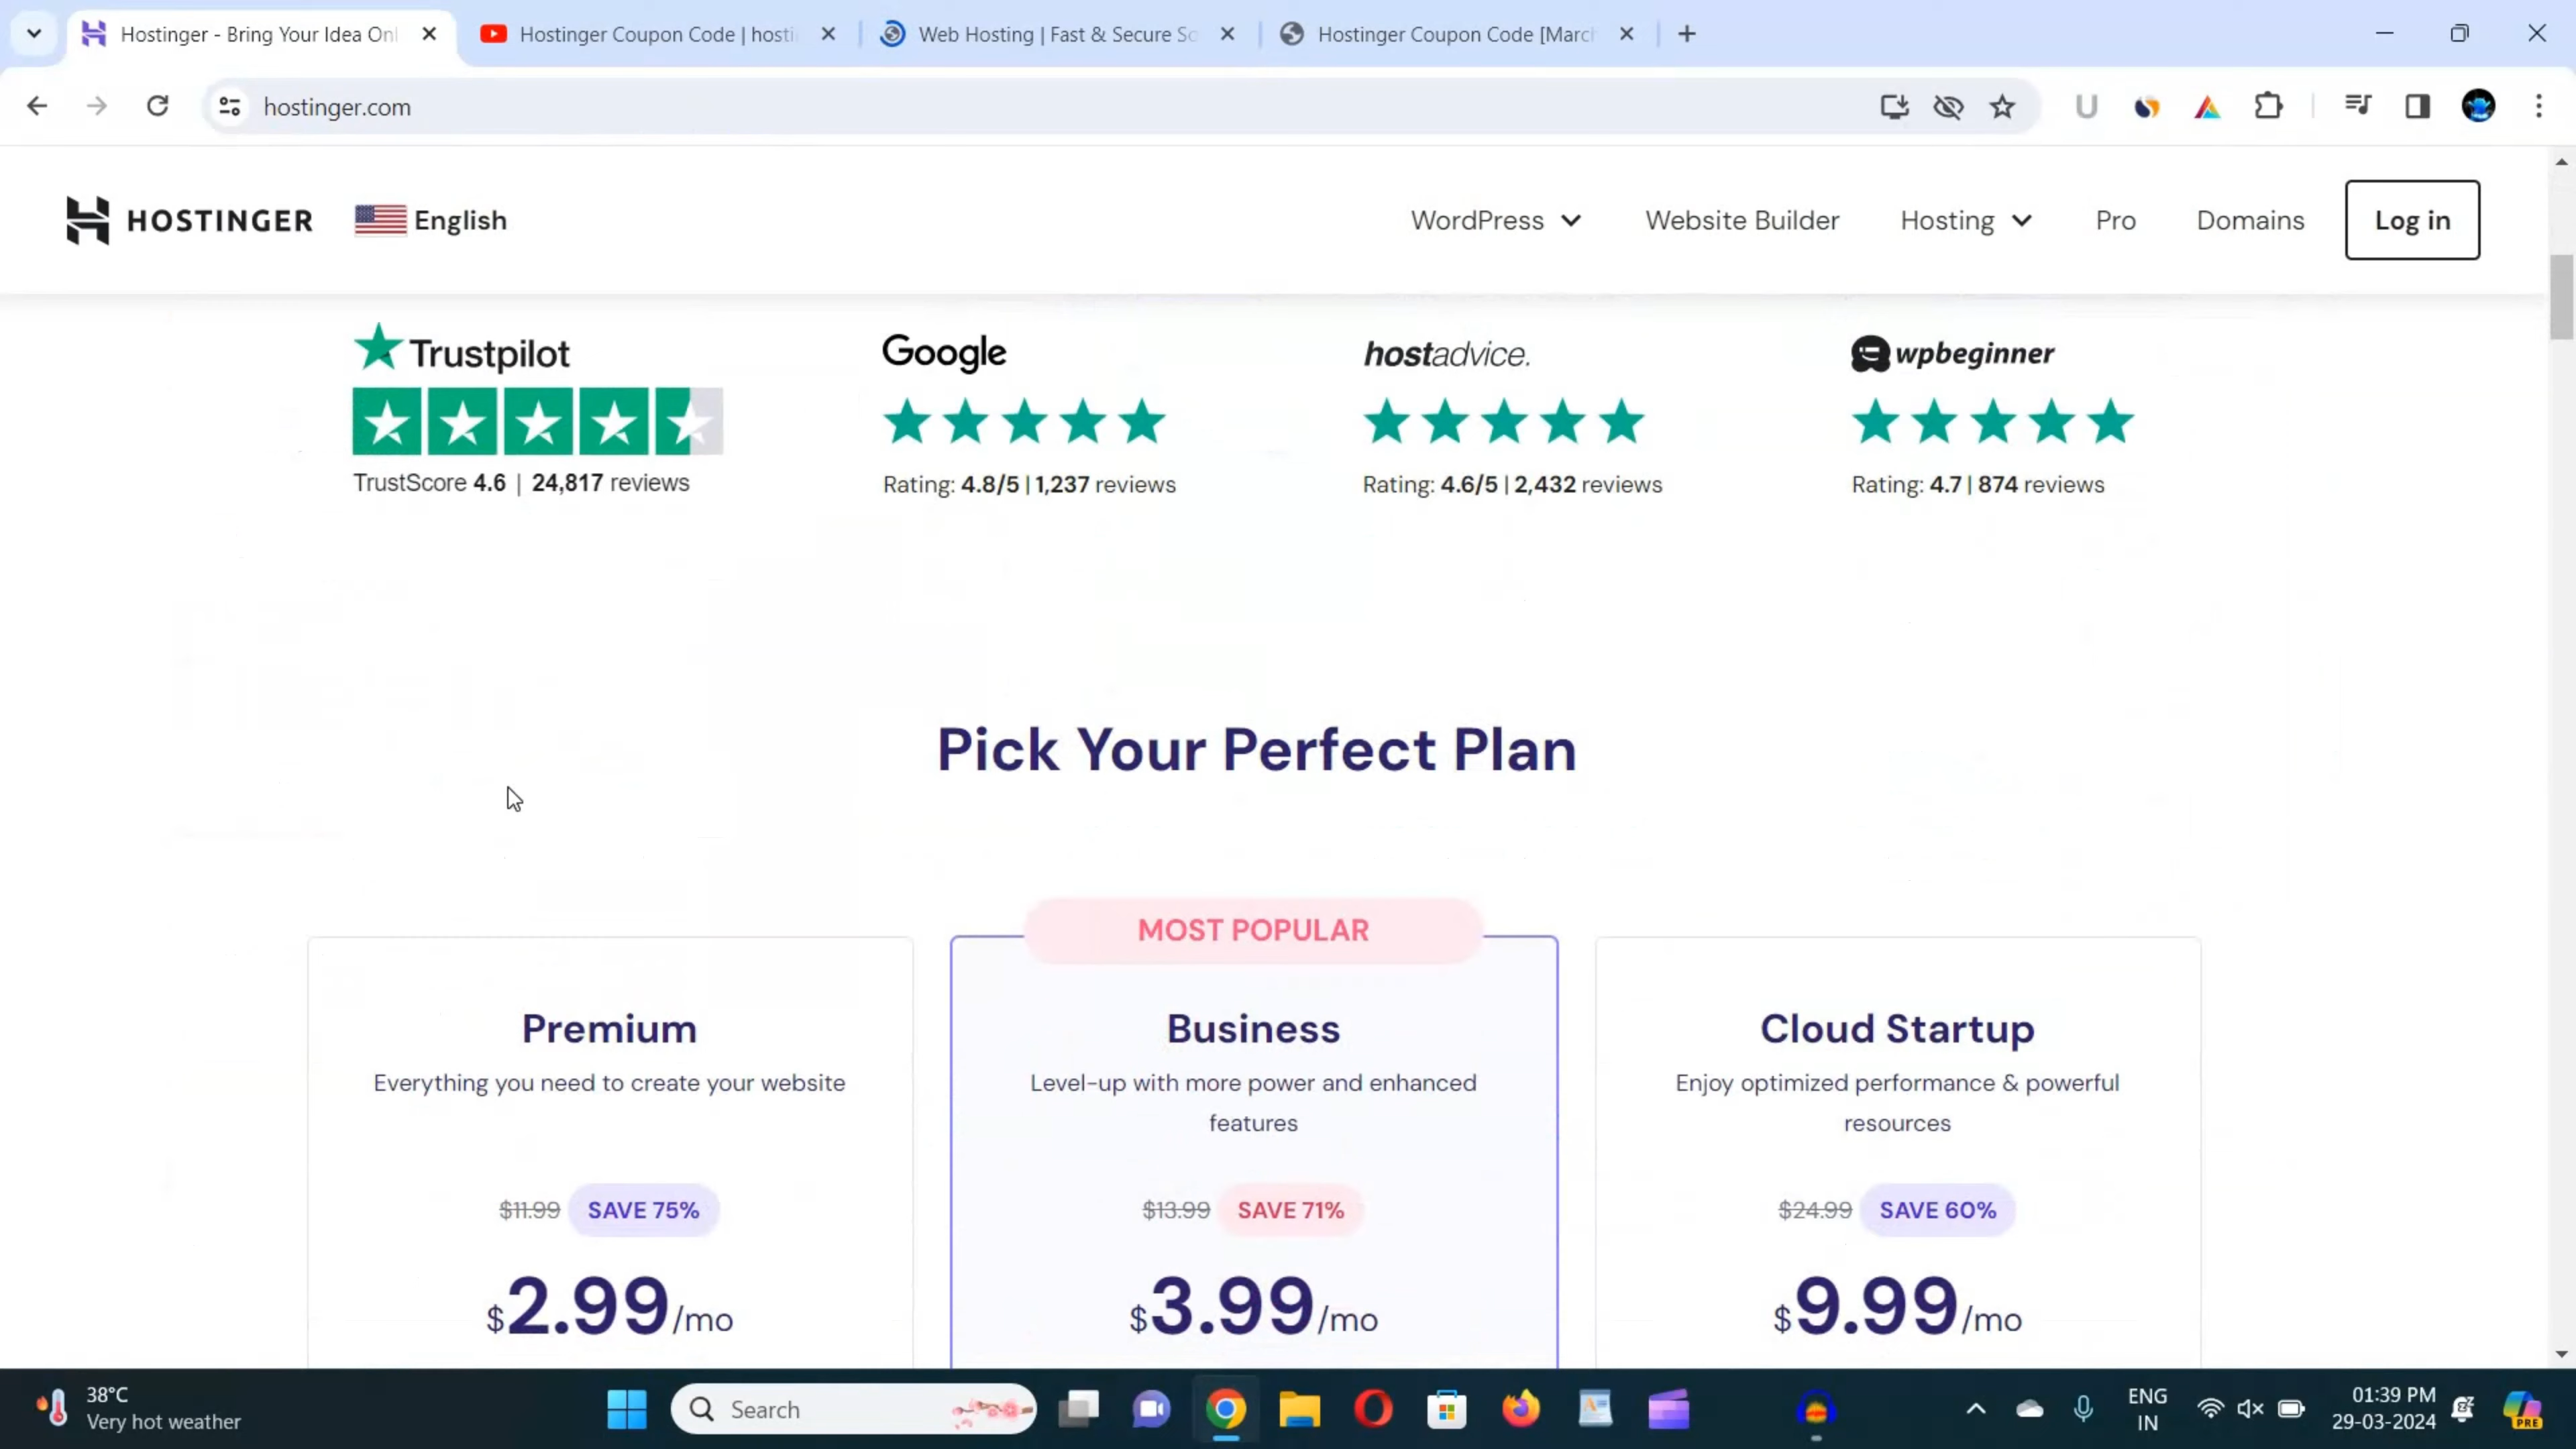 Hostinger - Bring Your Idea Onl
Hostinger Coupon Code | hosti
Web Hosting | Fast & Secure So
Hostinger Coupon Code [Marc
hostinger.com
HOSTINGER
English
WordPress
Website Builder
Hosting
Pro
Domains
Log in
Trustpilot
TrustScore 4.6 | 24,817 reviews
Google
Rating: 4.8/5 | 1,237 reviews
hostadvice.
Rating: 4.6/5 | 2,432 reviews
wpbeginner
Rating: 4.7 | 874 reviews
Pick Your Perfect Plan
MOST POPULAR
Premium
Everything you need to create your website
$11.99 SAVE 75%
$2.99/mo
Business
Level-up with more power and enhanced
features
$13.99 SAVE 71%
$3.99/mo
Cloud Startup
Enjoy optimized performance & powerful
resources
$24.99 SAVE 60%
$9.99/mo
38°C
Very hot weather
Search
ENG
IN
01:39 PM
29-03-2024
PRE